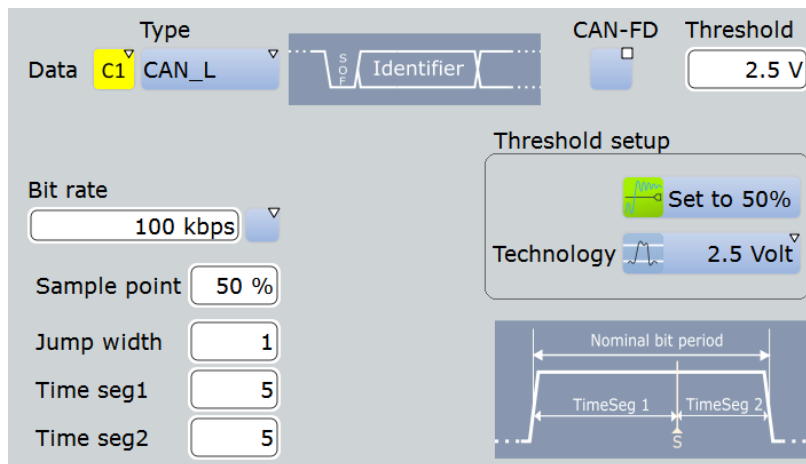 Type
CAN-FD
Threshold
Data
C1
CAN_L
SOF
Identifier
2.5 V
Threshold setup
Bit rate
100 kbps
Set to 50%
Technology
2.5 Volt
Sample point
50 %
Jump width
1
Time seg1
5
Time seg2
5
Nominal bit period
TimeSeg 1
TimeSeg 2
S